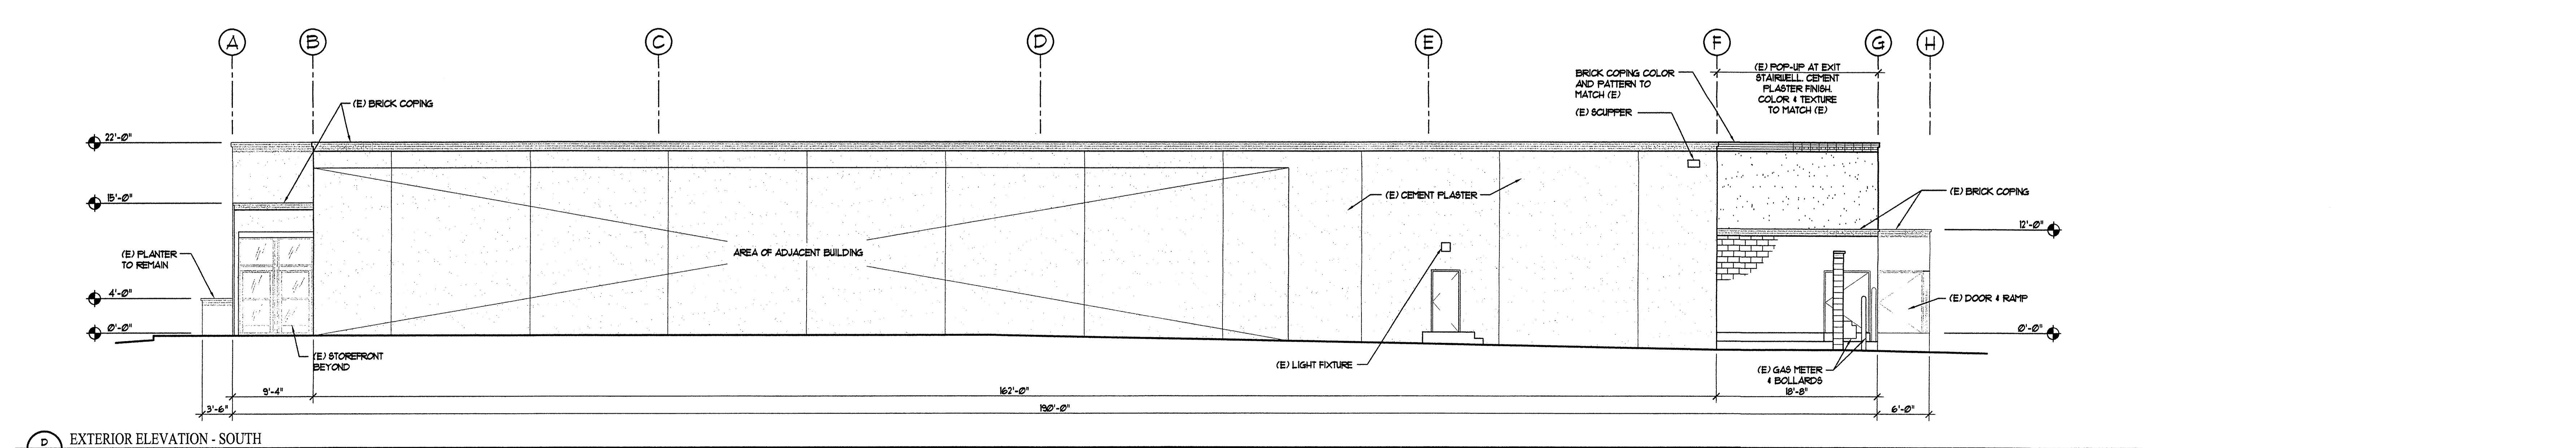 A B C D E F G H
BRICK COPING COLOR
AND PATTERN TO
MATCH (E)
(E) SCUPPER
(E) POP-UP AT EXIT
STAIRWELL. CEMENT
PLASTER FINISH.
COLOR & TEXTURE
TO MATCH (E)
(E) BRICK COPING
22'-0"
15'-0"
(E) CEMENT PLASTER
(E) BRICK COPING
12'-0"
AREA OF ADJACENT BUILDING
(E) PLANTER
TO REMAIN
4'-0"
(E) DOOR & RAMP
0'-0"
0'-0"
(E) STOREFRONT
BEYOND
(E) LIGHT FIXTURE
(E) GAS METER
& BOLLARDS
9'-4"
162'-0"
18'-8"
3'-6"
190'-0"
6'-0"
EXTERIOR ELEVATION - SOUTH